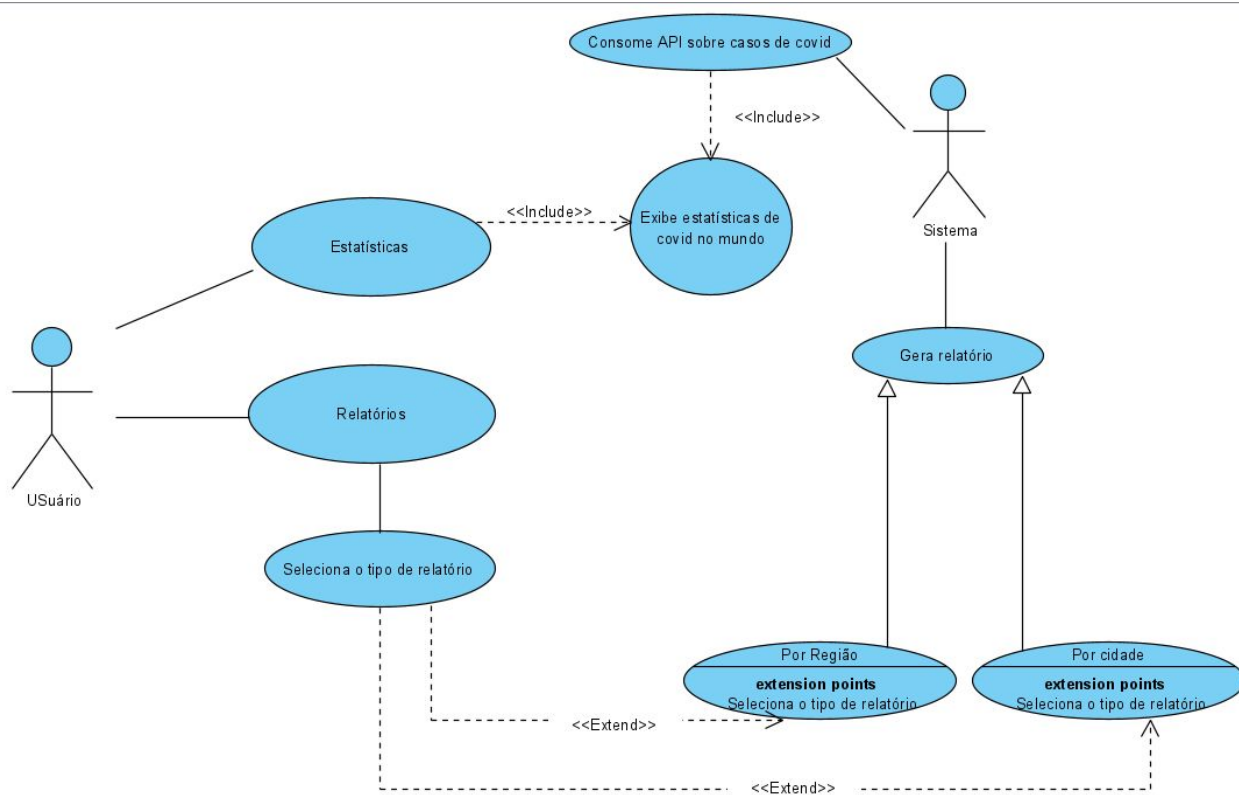 Consome API sobre casos de covid
<<Include>>
<<Include>>
Exibe estatísticas de
covid no mundo
Estatísticas
Sistema
Gera relatório
Relatórios
USuário
Seleciona o tipo de relatório
Por Região
extension points
Seleciona o tipo de relatório
Por cidade
extension points
Seleciona o tipo de relatório
<<Extend>>
<<Extend>>